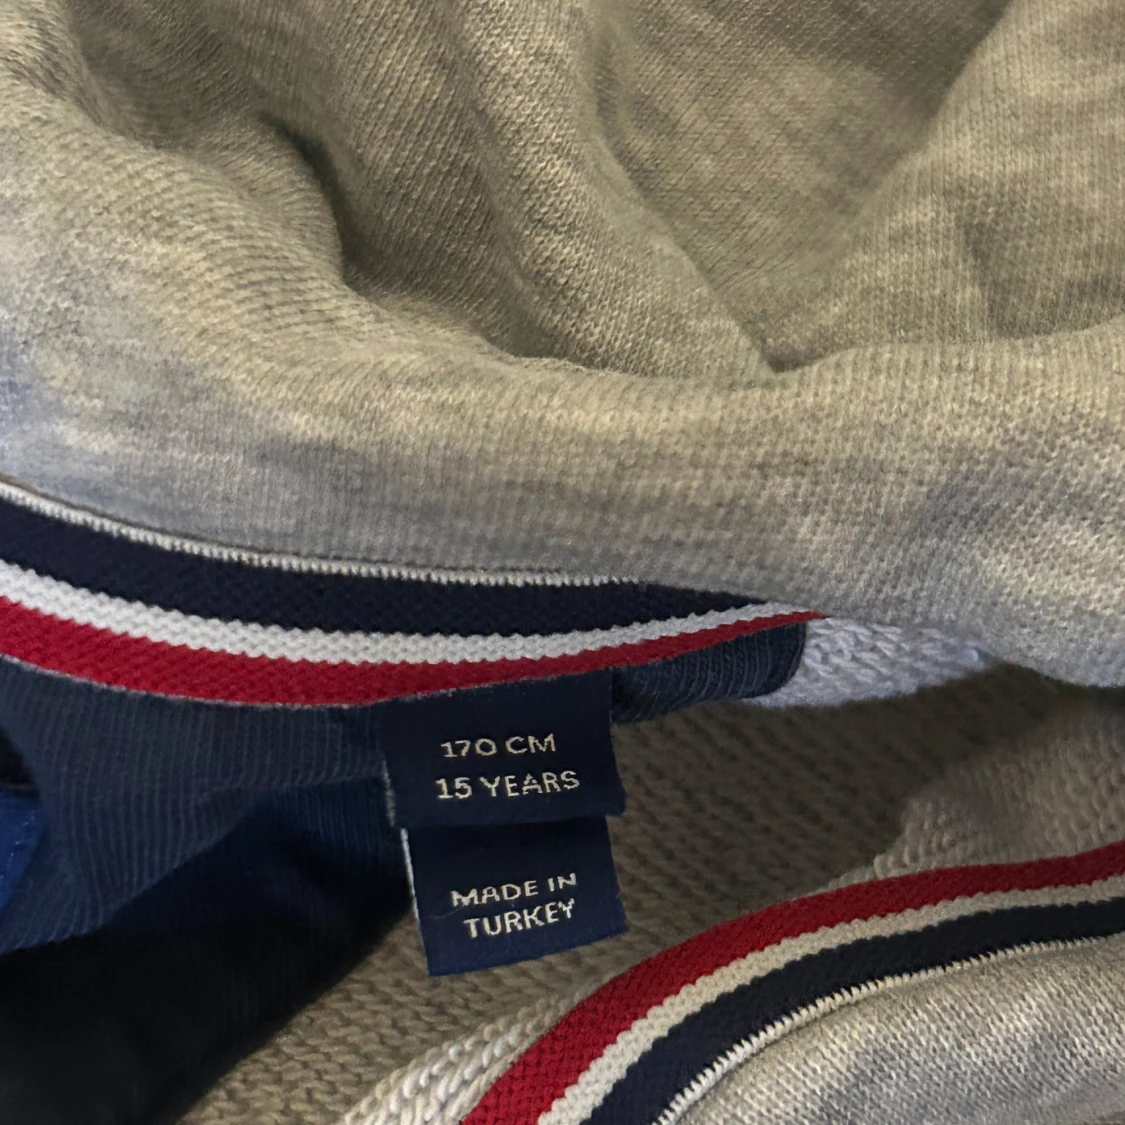 170 CM
15 YEARS
MADE IN
TURKEY